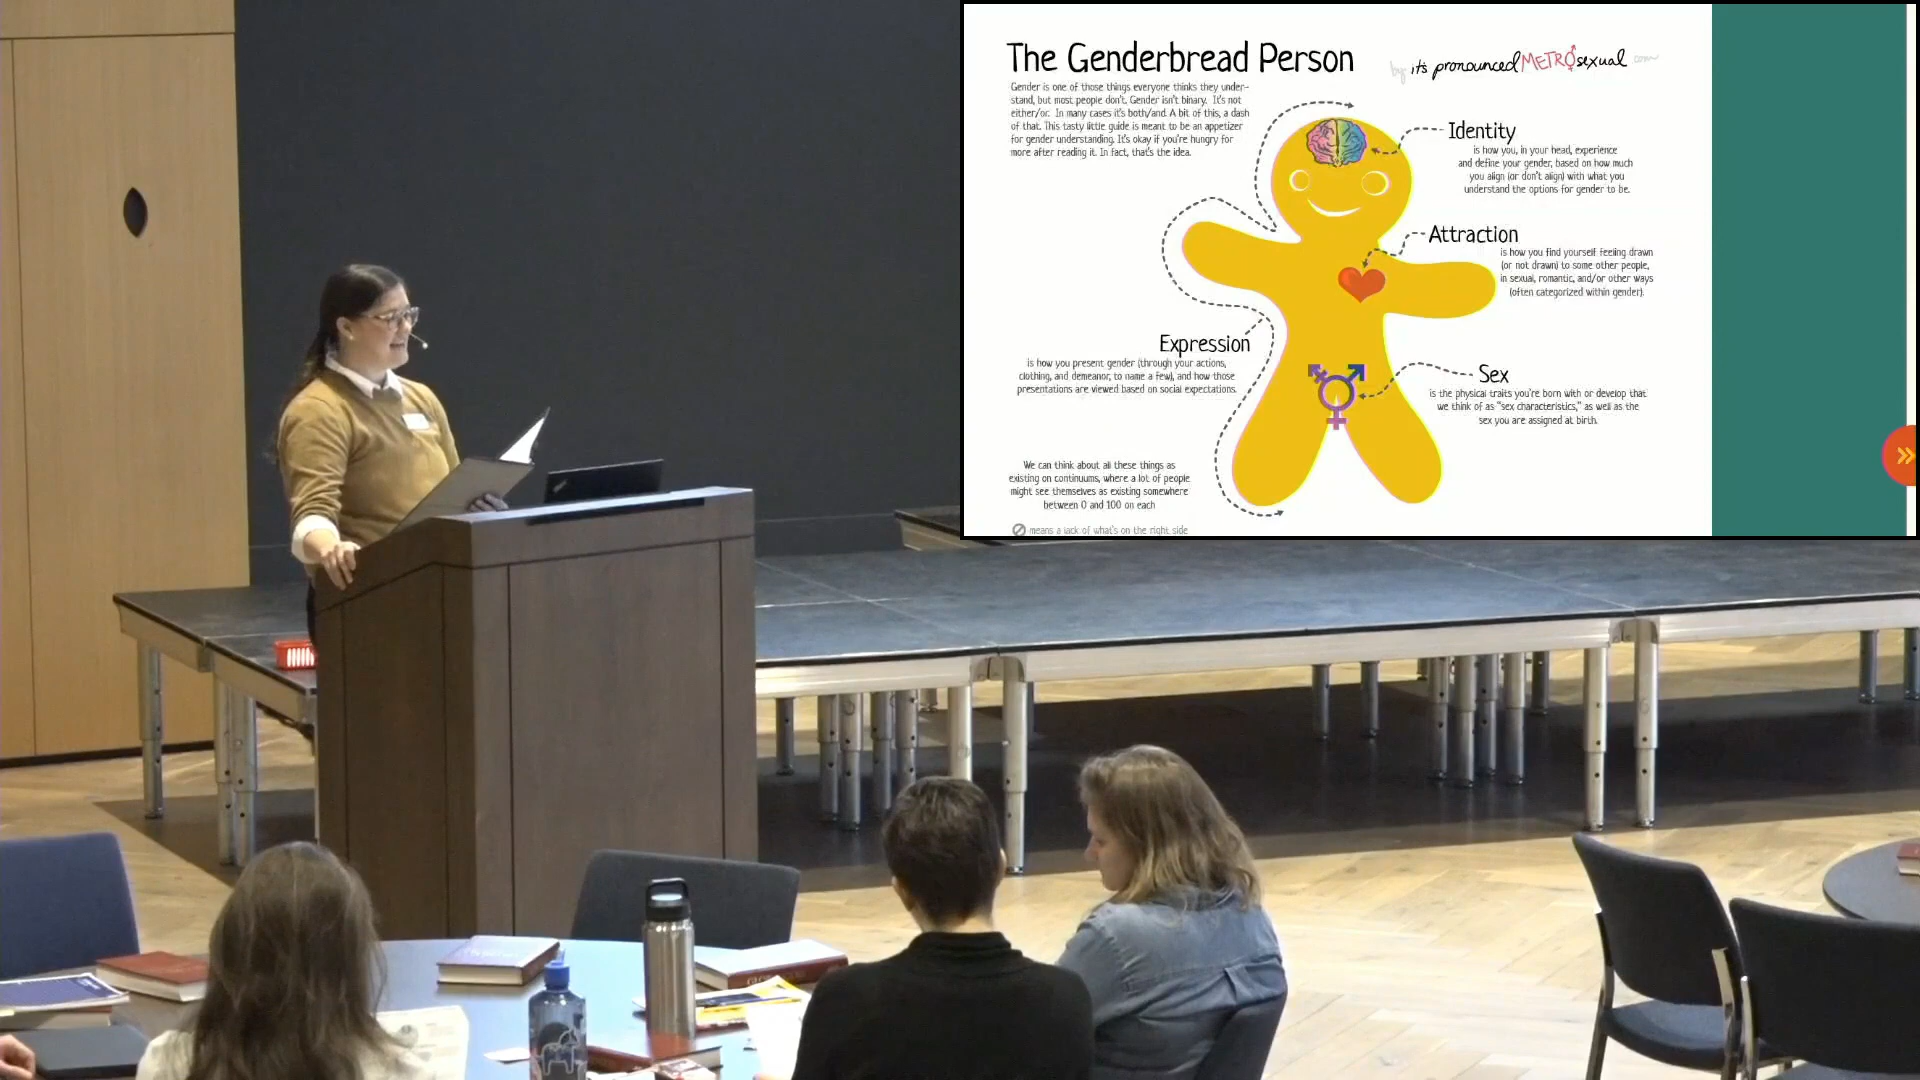 The Genderbread Person
by it's pronounced METROsexual com
Gender is one of those things everyone thinks they under-
stand, but most people don't. Gender isn't binary. It's not
either/or. In many cases it's both/and. A bit of this, a dash
of that. This tasty little guide is meant to be an appetizer
for gender understanding. It's okay if you're hungry for
more after reading it. In fact, that's the idea.
Identity
is how you, in your head, experience
and define your gender, based on how much
you align (or don't align) with what you
understand the options for gender to be.
Attraction
is how you find yourself feeling drawn
(or not drawn) to some other people,
in sexual, romantic, and/or other ways
(often categorized within gender).
Expression
is how you present gender (through your actions,
clothing, and demeanor, to name a few), and how those
presentations are viewed based on social expectations.
Sex
is the physical traits you're born with or develop that
we think of as "sex characteristics," as well as the
sex you are assigned at birth.
We can think about all these things as
existing on continuums, where a lot of people
might see themselves as existing somewhere
between 0 and 100 on each
means a lack of what's on the right side